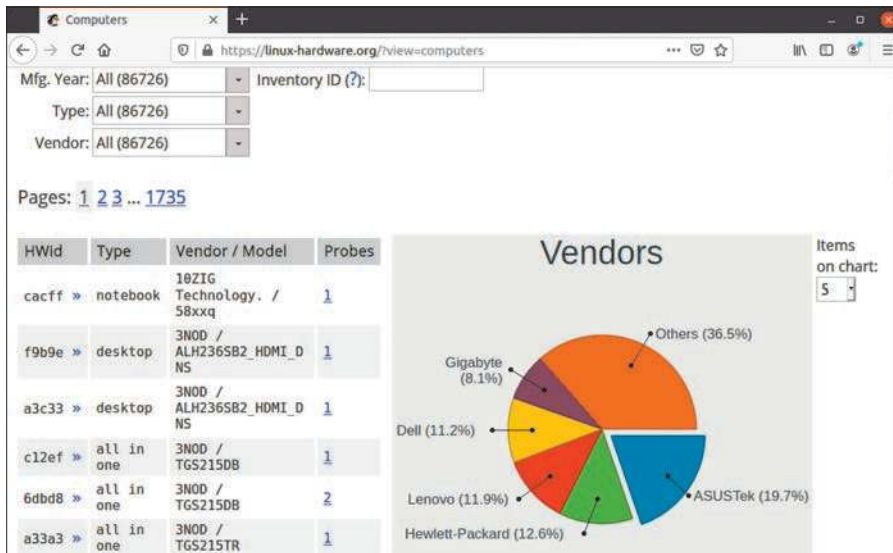 Computers
https://linux-hardware.org/?view=computers
Mfg. Year: All (86726) Inventory ID (?):
Type: All (86726)
Vendor: All (86726)
Pages: 1 2 3 ... 1735
HWid Type Vendor / Model Probes
cacff » notebook 10ZIG Technology. / 58xxq 1
f9b9e » desktop 3NOD / ALH236SB2_HDMI_DNS 1
a3c33 » desktop 3NOD / ALH236SB2_HDMI_DNS 1
c12ef » all in one 3NOD / TGS215DB 1
6dbd8 » all in one 3NOD / TGS215DB 2
a33a3 » all in one 3NOD / TGS215TR 1
Vendors
Items
on chart:
5
Others (36.5%)
Gigabyte
(8.1%)
Dell (11.2%)
Lenovo (11.9%)
Hewlett-Packard (12.6%)
ASUSTek (19.7%)